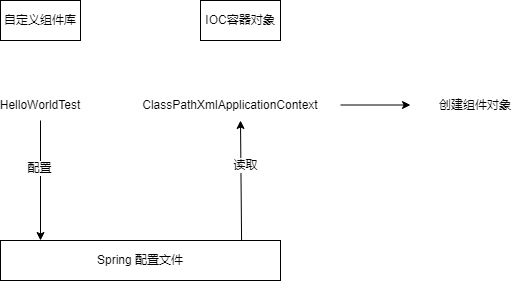 自定义组件库
IOC容器对象
HelloWorldTest
ClassPathXmlApplicationContext
创建组件对象
配置
读取
Spring 配置文件